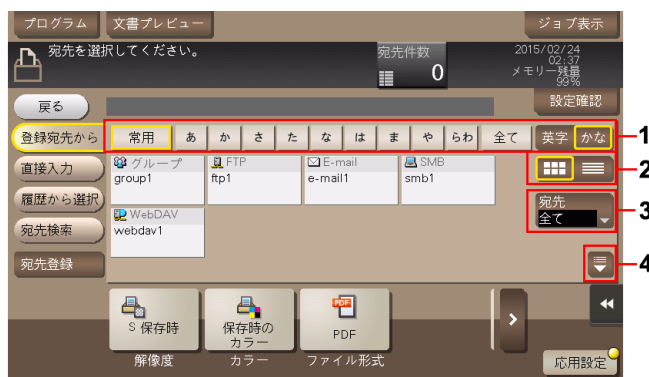 プログラム 文書プレビュー ジョブ表示
宛先を選択してください。 宛先件数 0 2015/02/24
02:37
メモリー残量
99%
戻る 設定確認
登録宛先から 常用 あ か さ た な は ま や らわ 全て 英字 かな 1
直接入力 グループ FTP E-mail SMB 2
group1 ftp1 e-mail1 smb1
履歴から選択 WebDAV 宛先 3
webdav1 全て
宛先検索
宛先登録 4
S 保存時 保存時の PDF
カラー PDF
解像度 カラー ファイル形式 応用設定